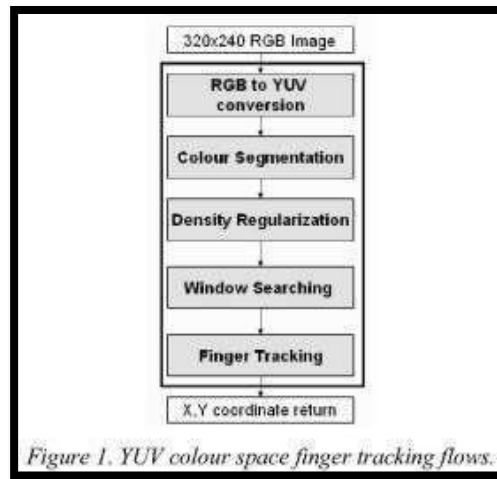 320x240 RGB Image
RGB to YUV
conversion
Colour Segmentation
Density Regularization
Window Searching
Finger Tracking
X,Y coordinate return
Figure 1. YUV colour space finger tracking flows.